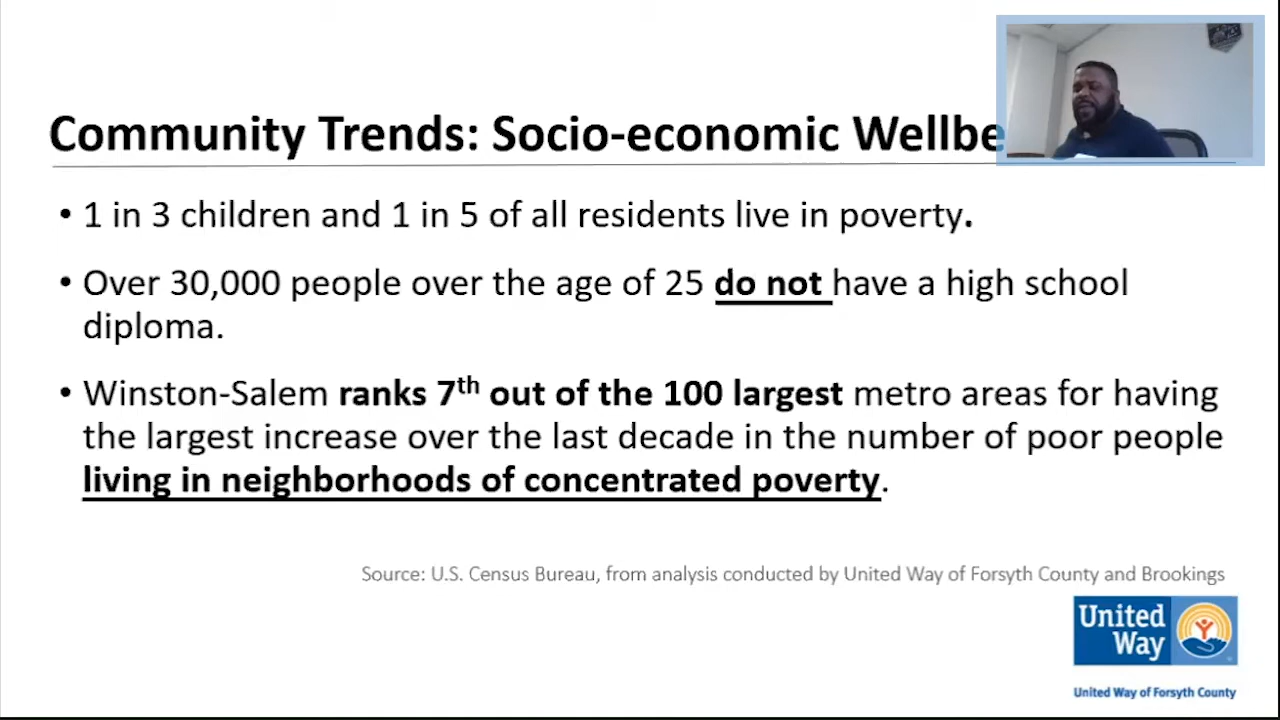 Community Trends: Socio-economic Wellbe
• 1 in 3 children and 1 in 5 of all residents live in poverty.
• Over 30,000 people over the age of 25 do not have a high school
diploma.
• Winston-Salem ranks 7th out of the 100 largest metro areas for having
the largest increase over the last decade in the number of poor people
living in neighborhoods of concentrated poverty.
Source: U.S. Census Bureau, from analysis conducted by United Way of Forsyth County and Brookings
United
Way
United Way of Forsyth County